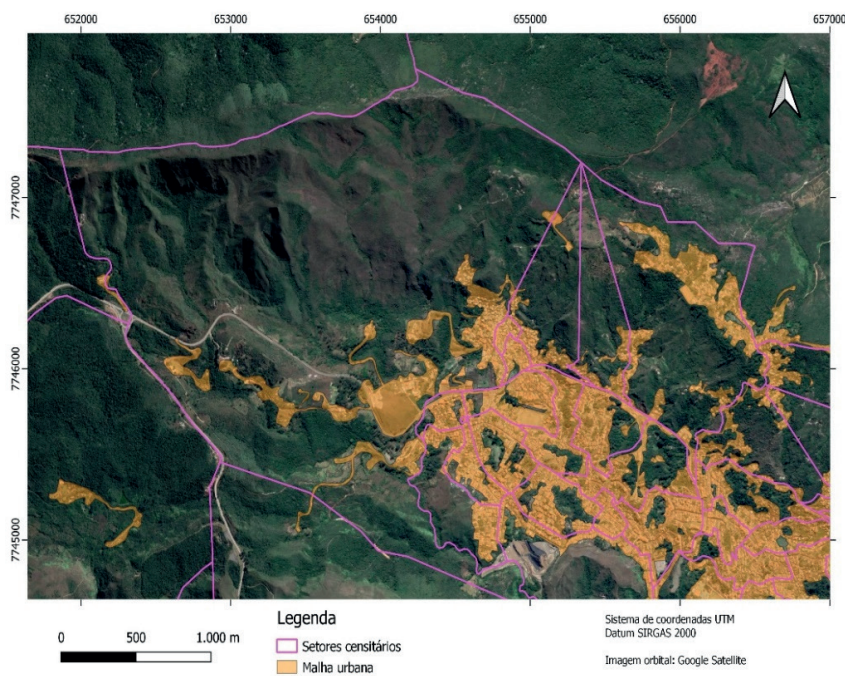 652000 653000 654000 655000 656000 657000
7747000
7746000
7745000
Legenda
Setores censitários
Malha urbana
0 500 1.000 m
Sistema de coordenadas UTM
Datum SIRGAS 2000
Imagem orbital: Google Satellite